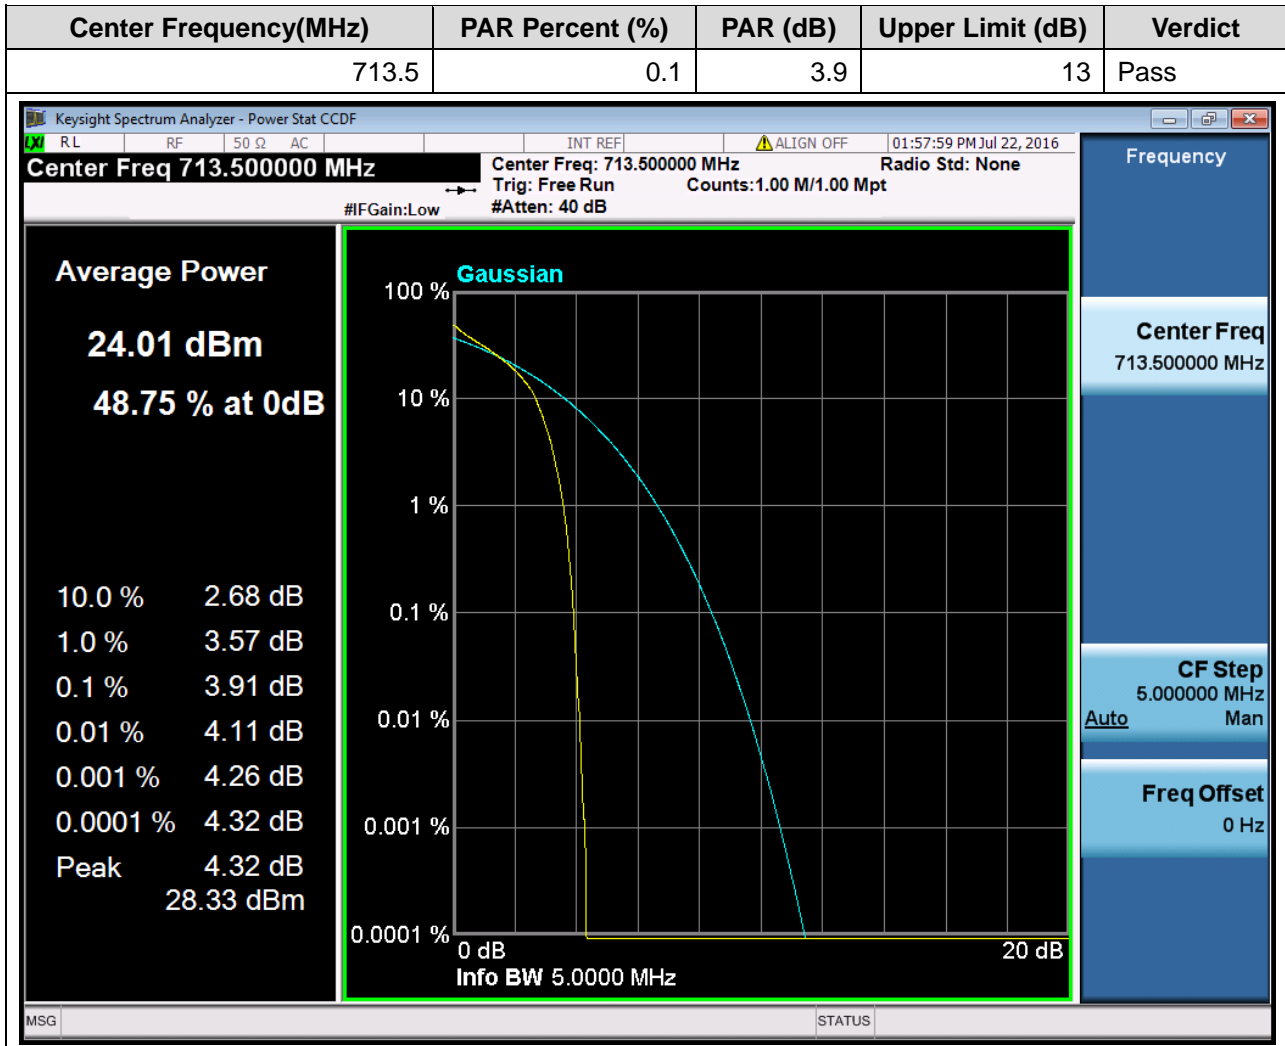 Center Frequency(MHz) PAR Percent (%) PAR (dB) Upper Limit (dB) Verdict
713.5 0.1 3.9 13 Pass
Keysight Spectrum Analyzer - Power Stat CCDF
LXI RL RF 50 Ω AC INT REF ALIGN OFF 01:57:59 PM Jul 22, 2016
Center Freq 713.500000 MHz
Center Freq: 713.500000 MHz Radio Std: None
Trig: Free Run Counts:1.00 M/1.00 Mpt
#IFGain:Low #Atten: 40 dB
Average Power
24.01 dBm
48.75 % at 0dB
10.0 % 2.68 dB
1.0 % 3.57 dB
0.1 % 3.91 dB
0.01 % 4.11 dB
0.001 % 4.26 dB
0.0001 % 4.32 dB
Peak 4.32 dB
28.33 dBm
Gaussian
100 %
10 %
1 %
0.1 %
0.01 %
0.001 %
0.0001 %
0 dB 20 dB
Info BW 5.0000 MHz
Frequency
Center Freq
713.500000 MHz
CF Step
5.000000 MHz
Auto Man
Freq Offset
0 Hz
MSG STATUS